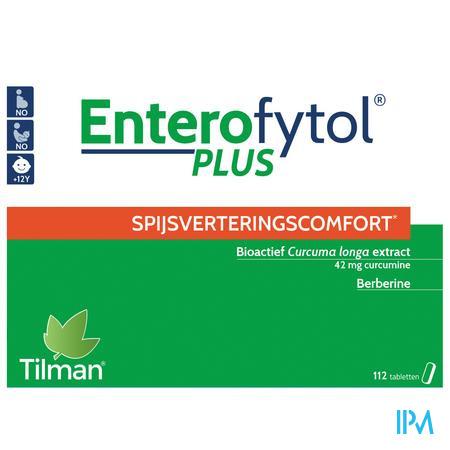 NO
NO
+12Y
Enterofytol®
PLUS
SPIJSVERTERINGSCOMFORT*
Bioactief Curcuma longa extract
42 mg curcumine
Berberine
Tilman®
112 tabletten
IPM